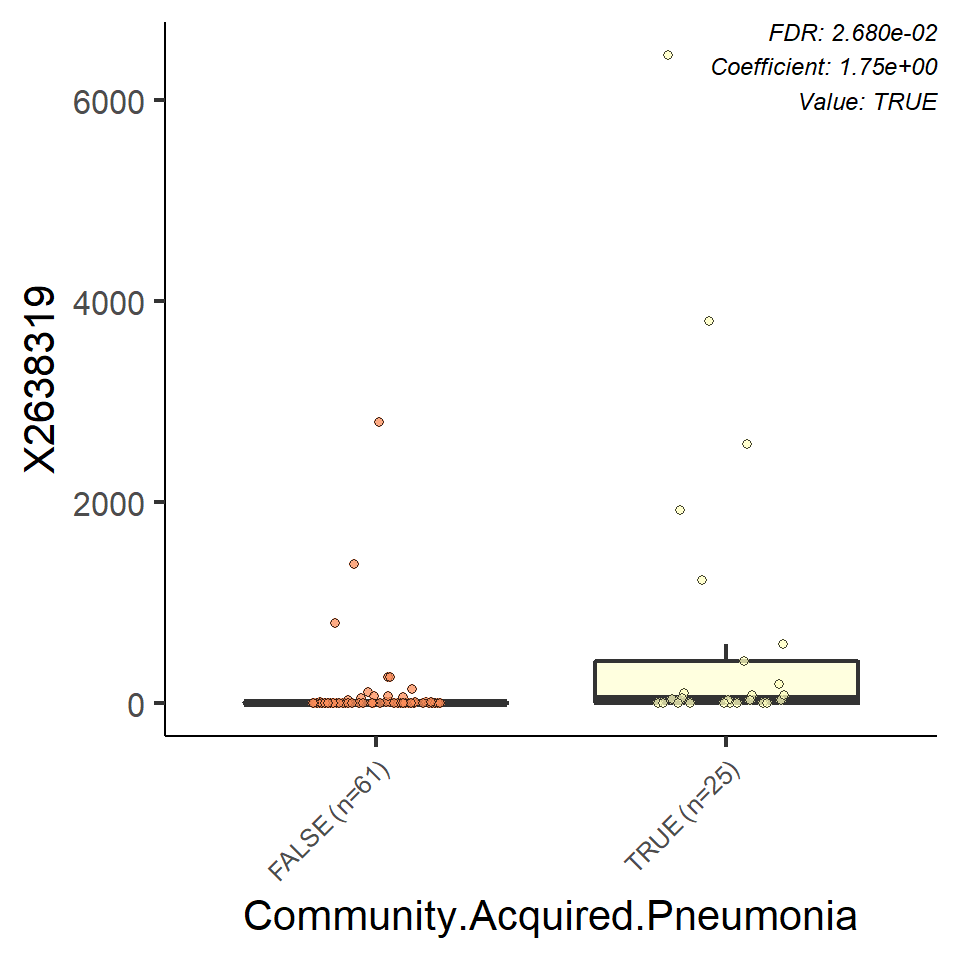 FDR: 2.680e-02
Coefficient: 1.75e+00
Value: TRUE
X2638319
6000
4000
2000
0
FALSE (n=61)
TRUE (n=25)
Community.Acquired.Pneumonia